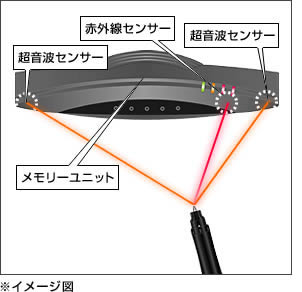 赤外線センサー
超音波センサー
超音波センサー
メモリーユニット
※イメージ図